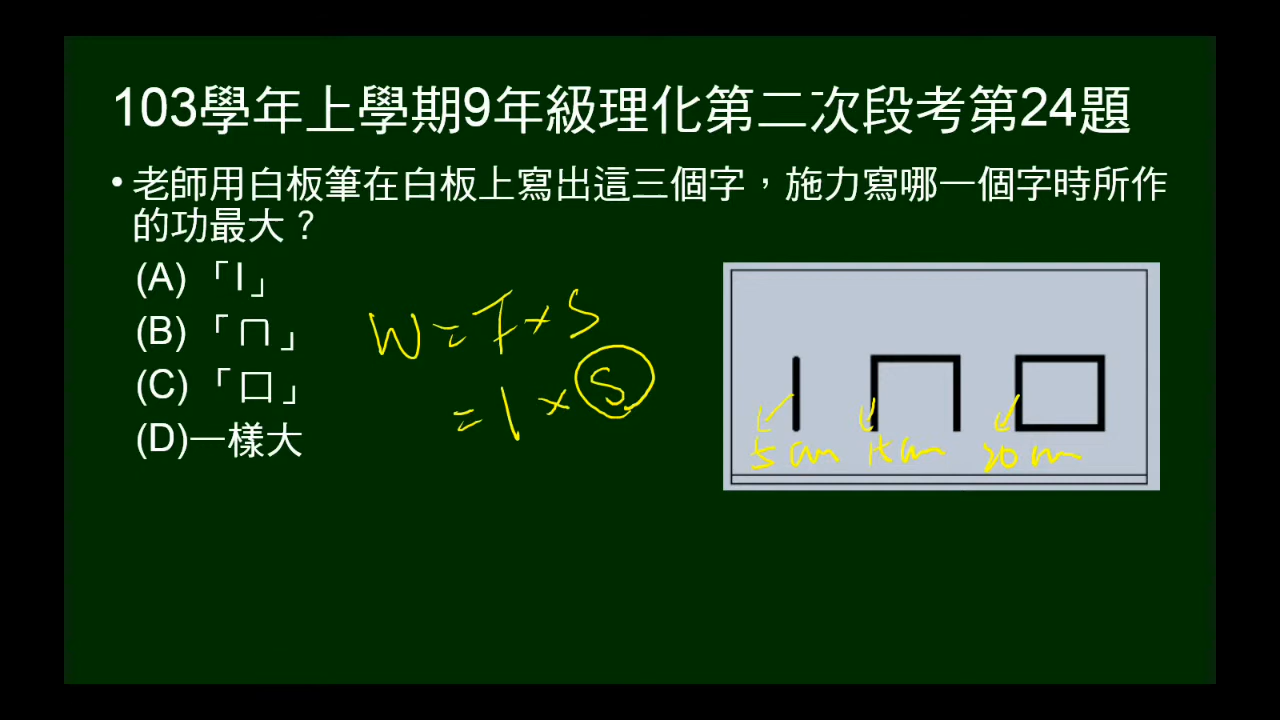 103學年上學期9年級理化第二次段考第24題
•老師用白板筆在白板上寫出這三個字，施力寫哪一個字時所作
的功最大？
(A)「l」
(B)「ㄇ」
(C)「口」
(D)一樣大
W=F×S
=1×S
5cm 15cm 20cm